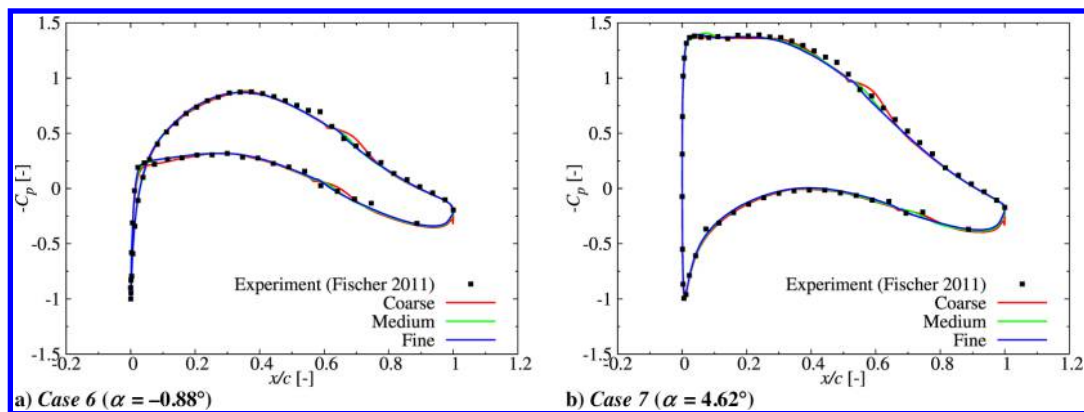 1.5
1
0.5
0
-0.5
-1
-1.5
-0.2 0 0.2 0.4 0.6 0.8 1 1.2
-Cp [-]
x/c [-]
Experiment (Fischer 2011)
Coarse
Medium
Fine
a) Case 6 (α = −0.88°)
1.5
1
0.5
0
-0.5
-1
-1.5
-0.2 0 0.2 0.4 0.6 0.8 1 1.2
-Cp [-]
x/c [-]
Experiment (Fischer 2011)
Coarse
Medium
Fine
b) Case 7 (α = 4.62°)